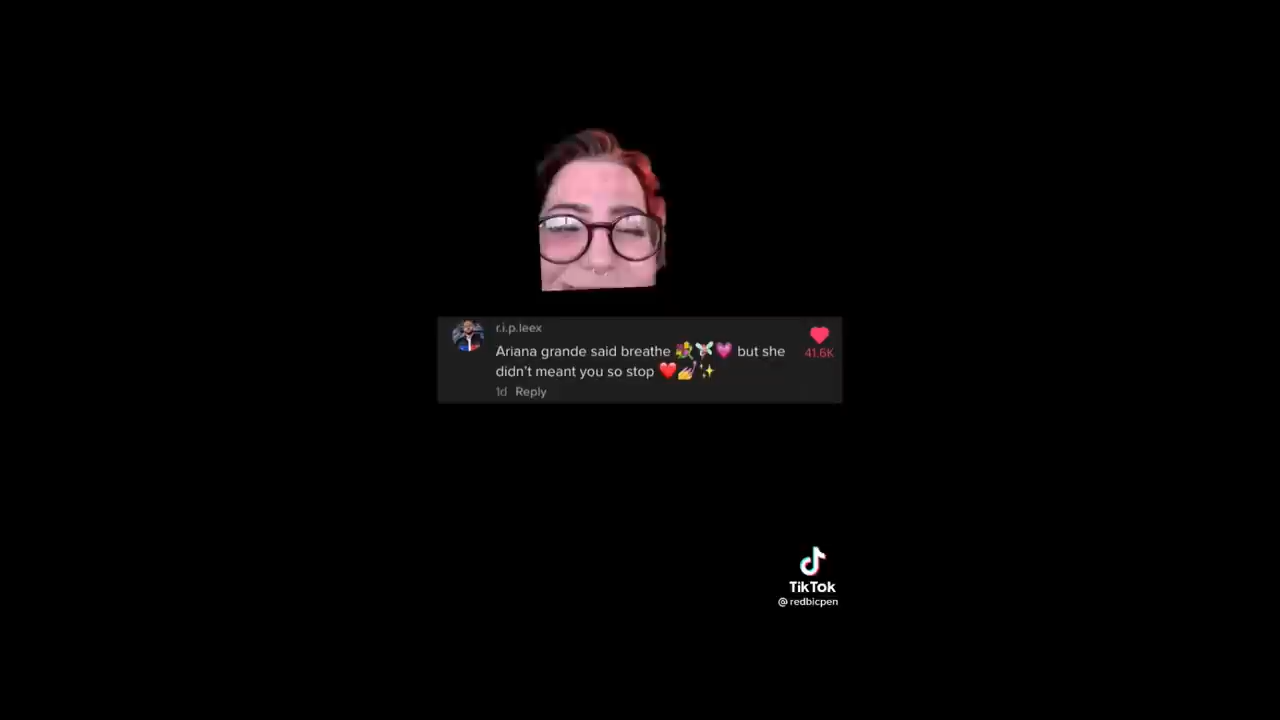 r.i.p.leex
Ariana grande said breathe 💐🧚💗 but she
didn't meant you so stop ❤️💅✨
41.6K
1d Reply
TikTok
@redbicpen